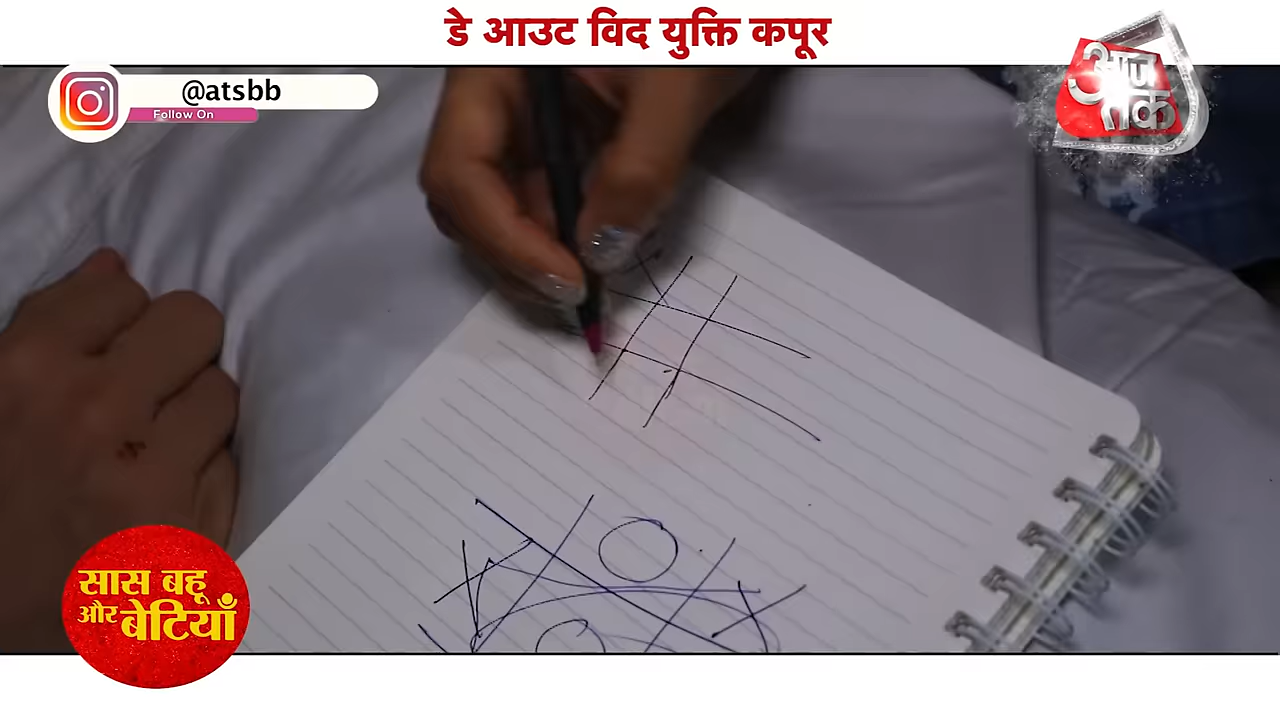 डे आउट विद युक्ति कपूर
@atsbb
Follow On
आज
तक
सास बहू
और बेटियाँ